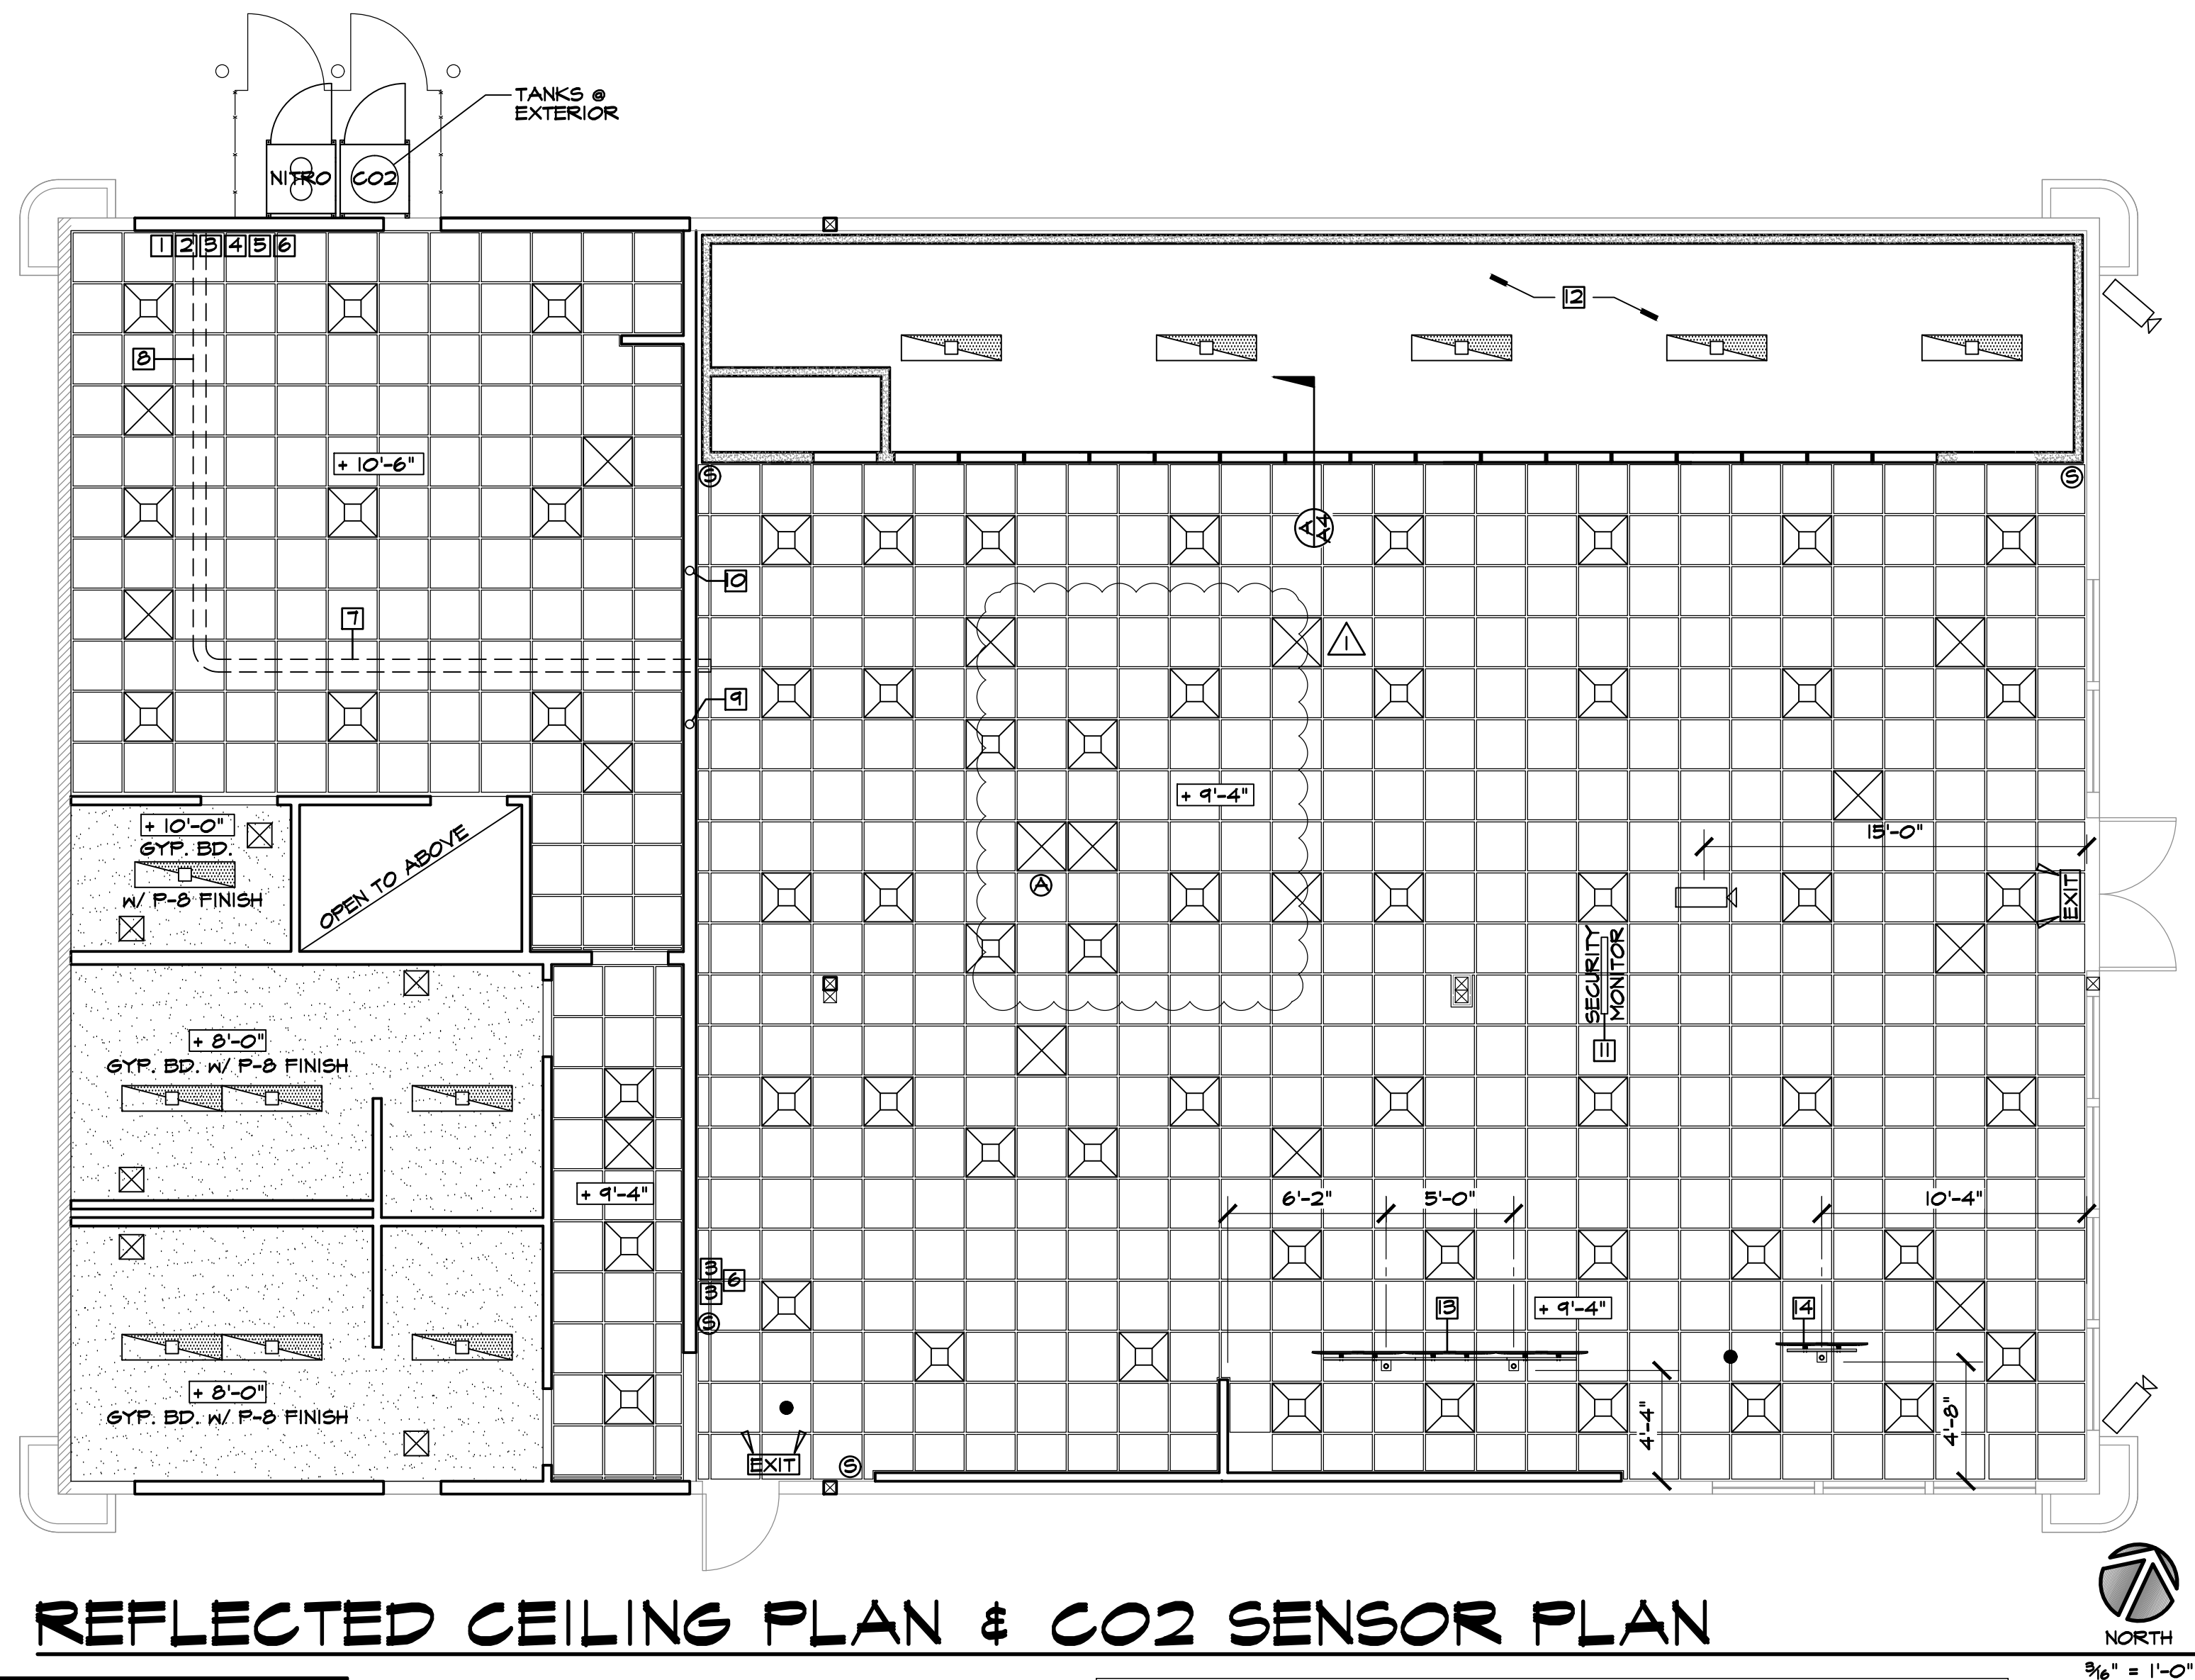 TANKS @
EXTERIOR
NITRO
CO2
1 2 3 4 5 6
12
8
+ 10'-6"
S
S
A
A4
10
7
1
9
+ 9'-4"
+ 10'-0"
GYP. BD.
W/ P-8 FINISH
OPEN TO ABOVE
15'-0"
A
EXIT
SECURITY
MONITOR
11
+ 8'-0"
GYP. BD. W/ P-8 FINISH
+ 9'-4"
6'-2"
5'-0"
10'-4"
3
6
3
S
13
+ 9'-4"
14
+ 8'-0"
GYP. BD. W/ P-8 FINISH
4'-4"
4'-8"
EXIT
S
REFLECTED CEILING PLAN & CO2 SENSOR PLAN
NORTH
3/16" = 1'-0"